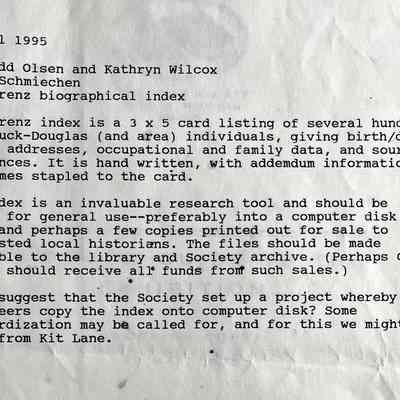 l 1995
dd Olsen and Kathryn Wilcox
Schmiechen
renz biographical index
renz index is a 3 x 5 card listing of several hund
uck-Douglas (and area) individuals, giving birth/d
addresses, occupational and family data, and sour
nces. It is hand written, with addemdum informatio
mes stapled to the card.
dex is an invaluable research tool and should be
for general use--preferably into a computer disk
and perhaps a few copies printed out for sale to
sted local historians. The files should be made
ble to the library and Society archive. (Perhaps C
should receive all funds from such sales.)
suggest that the Society set up a project whereby
eers copy the index onto computer disk? Some
rdization may be called for, and for this we might
from Kit Lane.